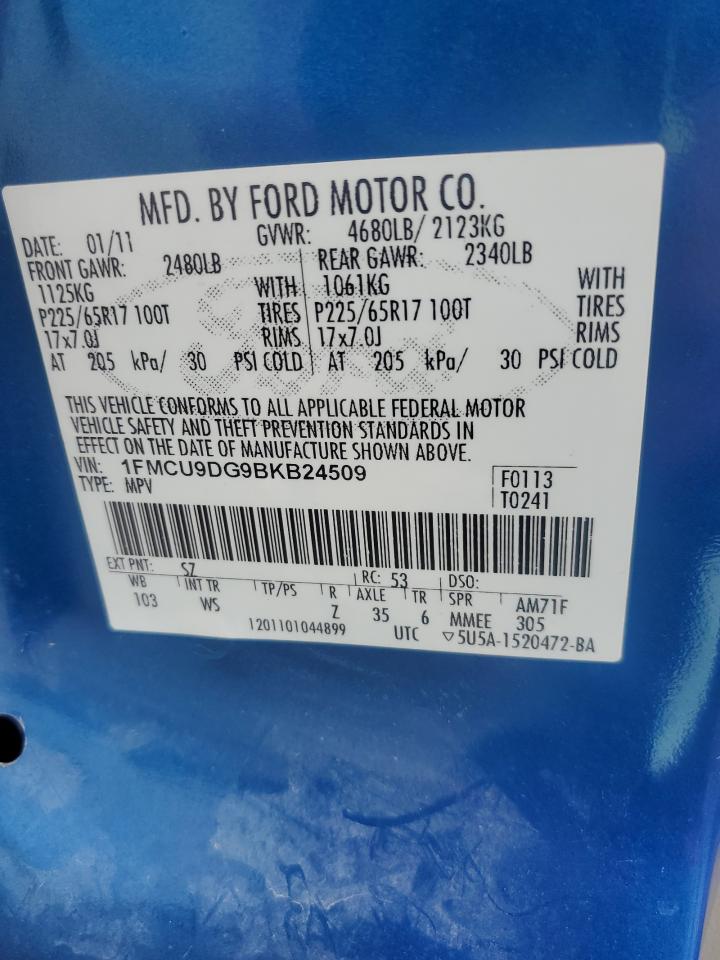 MFD. BY FORD MOTOR CO.
DATE: 01/11 GVWR: 4680LB/ 2123KG
FRONT GAWR: 2480LB REAR GAWR: 2340LB
1125KG WITH 1061KG WITH
P225/65R17 100T TIRES P225/65R17 100T TIRES
17x7.0J RIMS 17x7.0J RIMS
AT 205 kPa/ 30 PSI COLD AT 205 kPa/ 30 PSI COLD
THIS VEHICLE CONFORMS TO ALL APPLICABLE FEDERAL MOTOR
VEHICLE SAFETY AND THEFT PREVENTION STANDARDS IN
EFFECT ON THE DATE OF MANUFACTURE SHOWN ABOVE.
VIN: 1FMCU9DG9BKB24509 F0113
TYPE: MPV T0241
EXT PNT: SZ RC: 53 DSO:
WB INT TR TP/PS R AXLE TR SPR AM71F
103 WS Z 35 6 MMEE 305
1201101044899 UTC ▽5U5A-1520472-BA